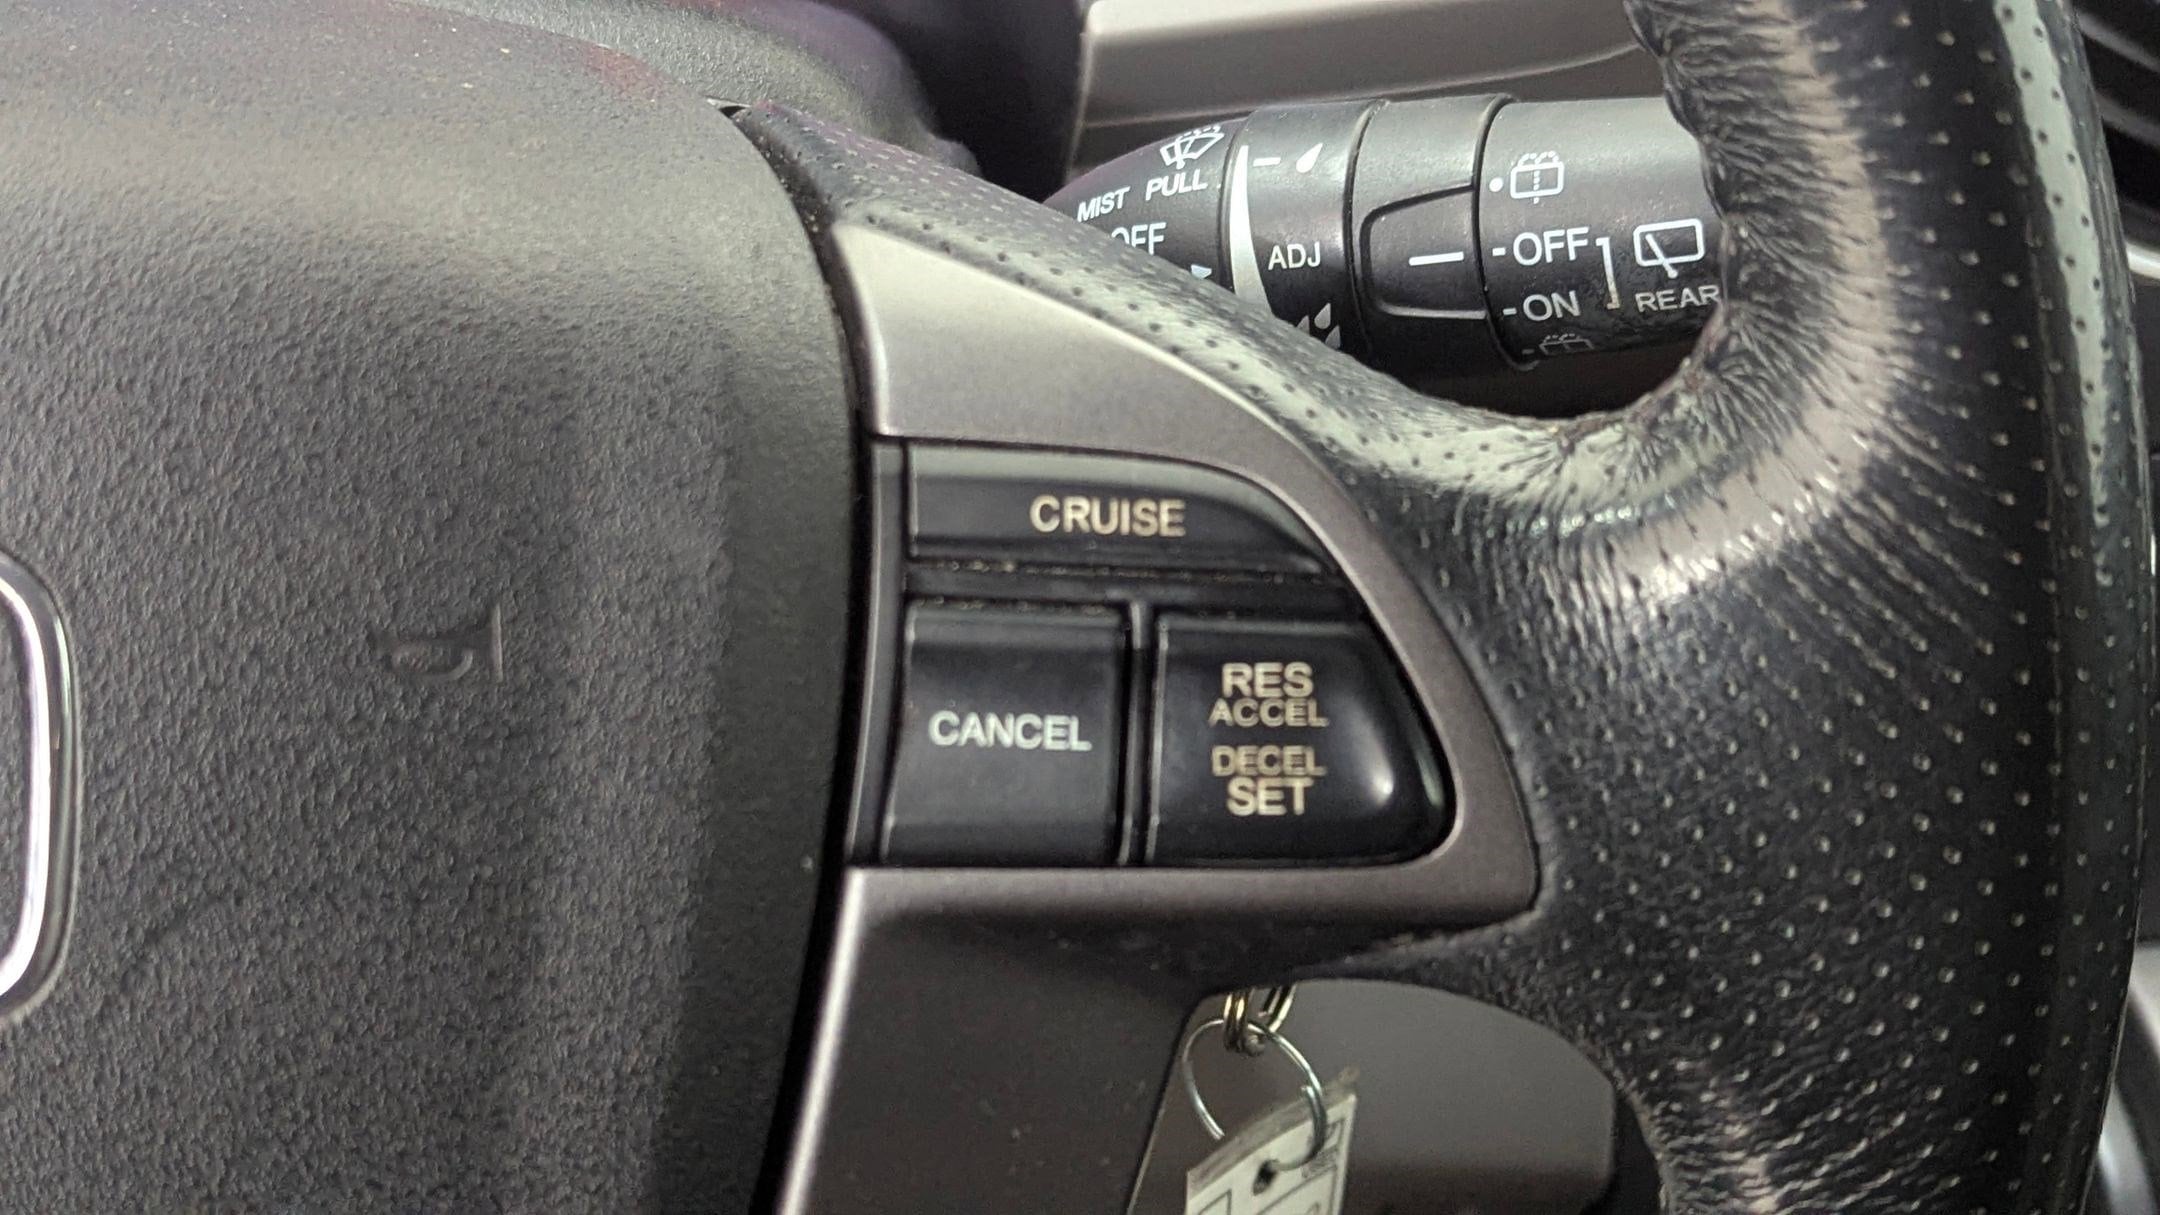 MIST PULL
OFF
ADJ
OFF
ON
REAR
CRUISE
CANCEL
RES
ACCEL
DECEL
SET